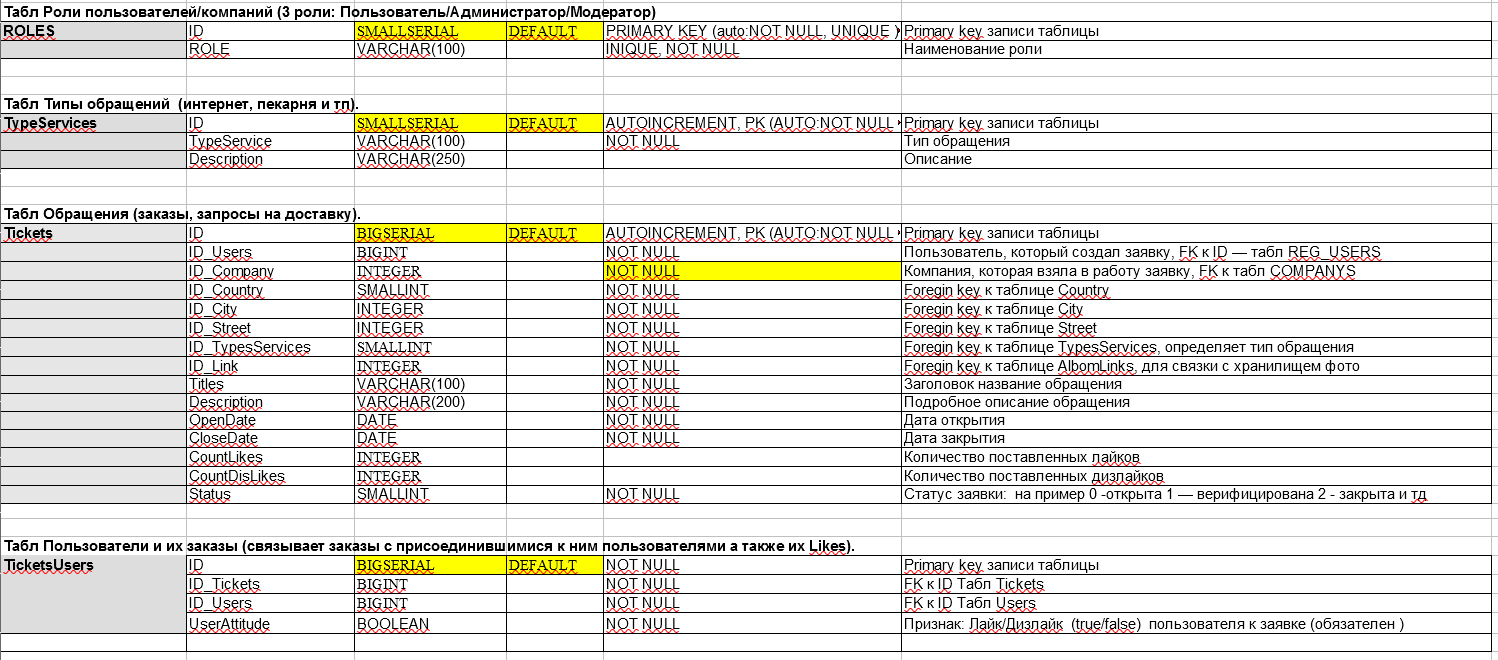 Табл Роли пользователей/компаний (3 роли: Пользователь/Администратор/Модератор)
ROLES ID SMALLSERIAL DEFAULT PRIMARY KEY (auto:NOT NULL, UNIQUE ) Primary key записи таблицы
ROLE VARCHAR(100) INIQUE, NOT NULL Наименование роли
Табл Типы обращений (интернет, пекарня и тп).
TypeServices ID SMALLSERIAL DEFAULT AUTOINCREMENT, PK (AUTO:NOT NULL Primary key записи таблицы
TypeService VARCHAR(100) NOT NULL Тип обращения
Description VARCHAR(250) Описание
Табл Обращения (заказы, запросы на доставку).
Tickets ID BIGSERIAL DEFAULT AUTOINCREMENT, PK (AUTO:NOT NULL Primary key записи таблицы
ID_Users BIGINT NOT NULL Пользователь, который создал заявку, FK к ID — табл REG_USERS
ID_Company INTEGER NOT NULL Компания, которая взяла в работу заявку, FK к табл COMPANYS
ID_Country SMALLINT NOT NULL Foregin key к таблице Country
ID_City INTEGER NOT NULL Foregin key к таблице City
ID_Street INTEGER NOT NULL Foregin key к таблице Street
ID_TypesServices SMALLINT NOT NULL Foregin key к таблице TypesServices, определяет тип обращения
ID_Link INTEGER NOT NULL Foregin key к таблице AlbomLinks, для связки с хранилищем фото
Titles VARCHAR(100) NOT NULL Заголовок название обращения
Description VARCHAR(200) NOT NULL Подробное описание обращения
OpenDate DATE NOT NULL Дата открытия
CloseDate DATE NOT NULL Дата закрытия
CountLikes INTEGER Количество поставленных лайков
CountDisLikes INTEGER Количество поставленных дизлайков
Status SMALLINT NOT NULL Статус заявки: на пример 0 -открыта 1 — верифицирована 2 - закрыта и тд
Табл Пользователи и их заказы (связывает заказы с присоединившимися к ним пользователями а также их Likes).
TicketsUsers ID BIGSERIAL DEFAULT NOT NULL Primary key записи таблицы
ID_Tickets BIGINT NOT NULL FK к ID Табл Tickets
ID_Users BIGINT NOT NULL FK к ID Табл Users
UserAttitude BOOLEAN NOT NULL Признак: Лайк/Дизлайк (true/false) пользователя к заявке (обязателен )